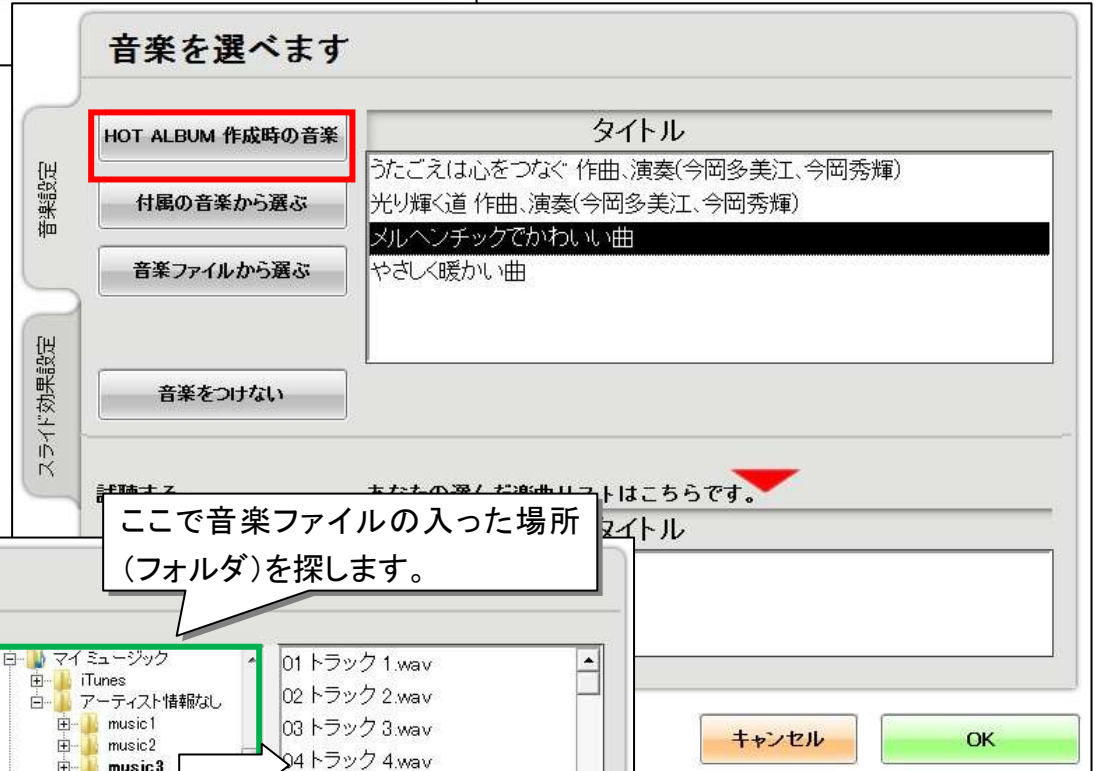 音楽を選べます
音楽設定
スライド効果設定
HOT ALBUM 作成時の音楽
付属の音楽から選ぶ
音楽ファイルから選ぶ
音楽をつけない
タイトル
うたごえは心をつなぐ 作曲、演奏(今岡多美江、今岡秀輝)
光り輝く道 作曲、演奏(今岡多美江、今岡秀輝)
メルヘンチックでかわいい曲
やさしく暖かい曲
試聴する
あなたの選んだ楽曲リストはこちらです。
タイトル
ここで音楽ファイルの入った場所
(フォルダ)を探します。
マイ ミュージック
iTunes
アーティスト情報なし
music1
music2
music3
01 トラック 1.wav
02 トラック 2.wav
03 トラック 3.wav
04 トラック 4.wav
キャンセル
OK